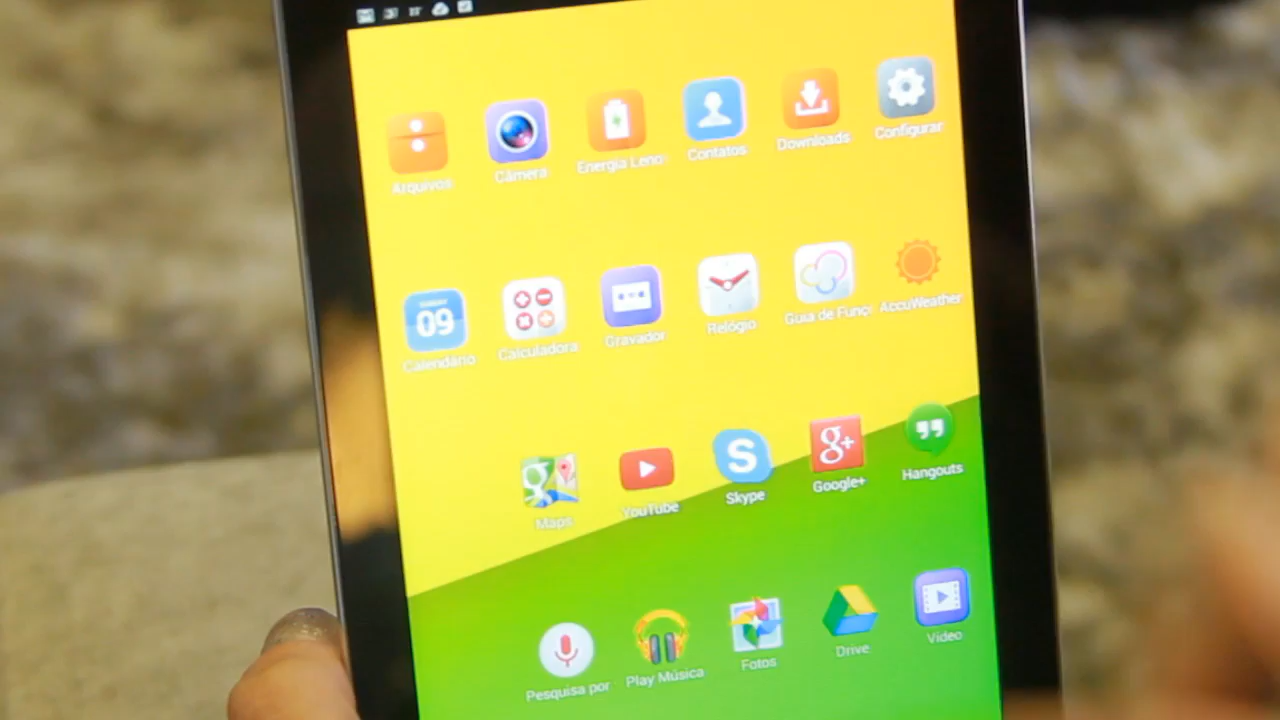 Arquivos
Câmera
Energia Leno
Contatos
Downloads
Configurar
09
Calendário
Calculadora
Gravador
Relógio
Guia de Funç
AccuWeather
g
Maps
YouTube
S
Skype
g+
Google+
Hangouts
Pesquisa por
Play Música
Fotos
Drive
Vídeo